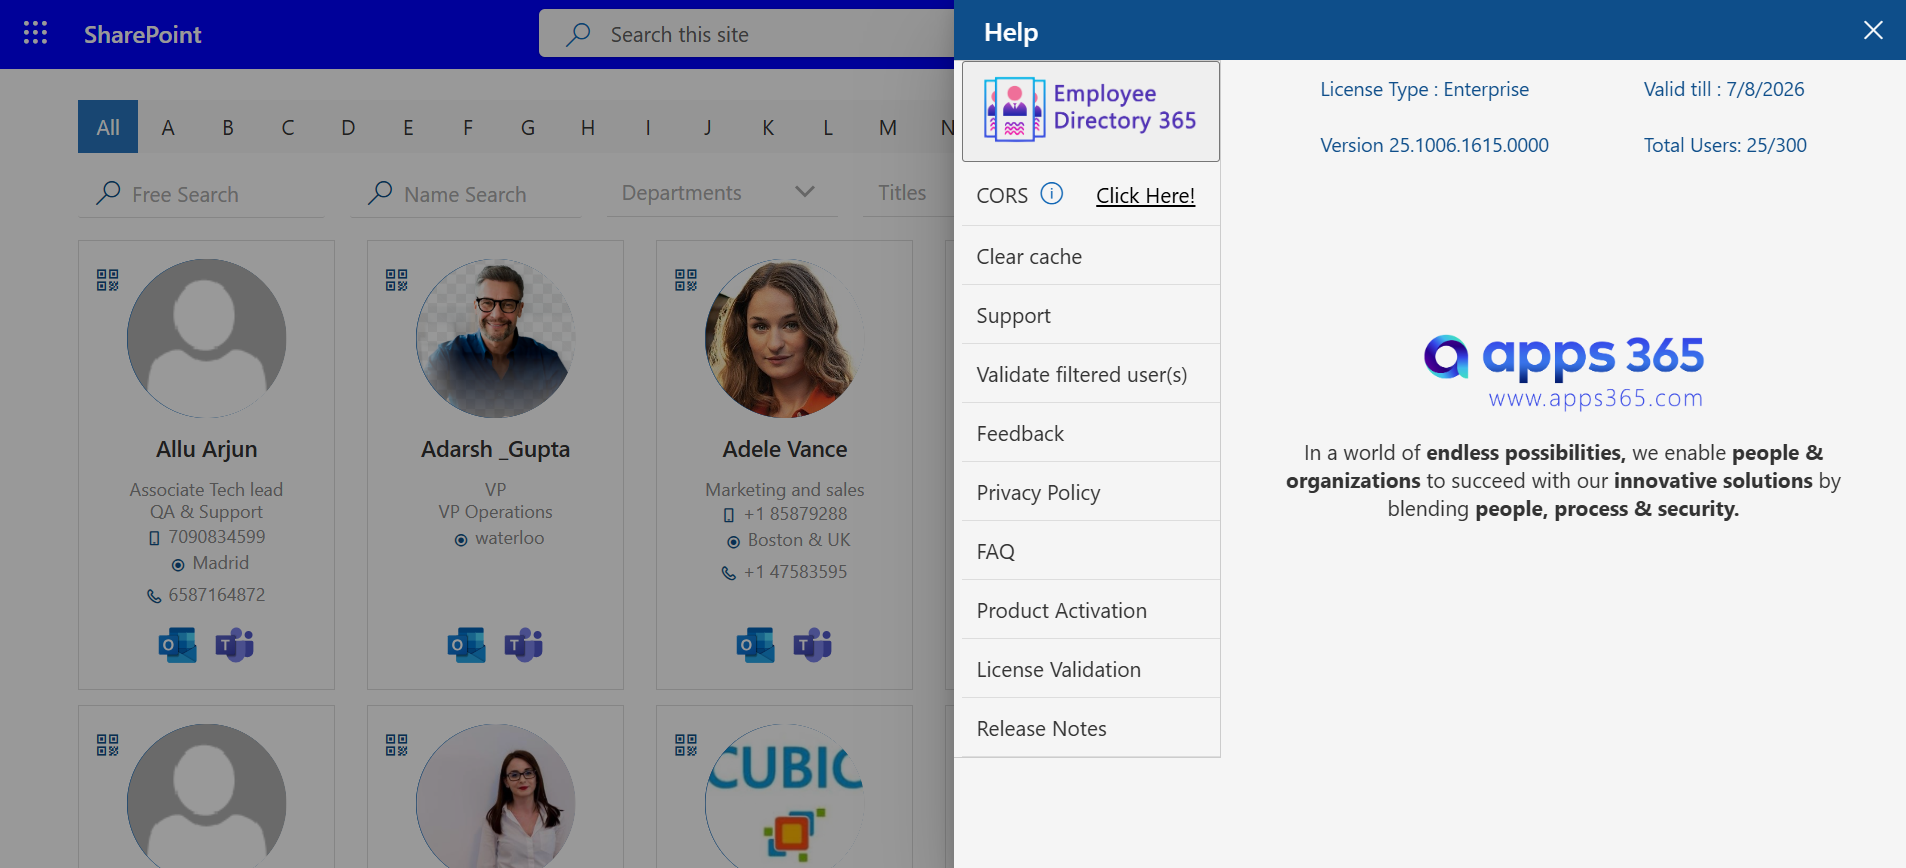 SharePoint
Search this site
All A B C D E F G H I J K L M N
Free Search
Name Search
Departments
Titles
Allu Arjun
Associate Tech lead
QA & Support
7090834599
Madrid
6587164872
Adarsh _Gupta
VP
VP Operations
waterloo
Adele Vance
Marketing and sales
+1 85879288
Boston & UK
+1 47583595
CUBIC
Help
Employee
Directory 365
CORS Click Here!
Clear cache
Support
Validate filtered user(s)
Feedback
Privacy Policy
FAQ
Product Activation
License Validation
Release Notes
License Type : Enterprise
Valid till : 7/8/2026
Version 25.1006.1615.0000
Total Users: 25/300
apps 365
www.apps365.com
In a world of endless possibilities, we enable people &
organizations to succeed with our innovative solutions by
blending people, process & security.